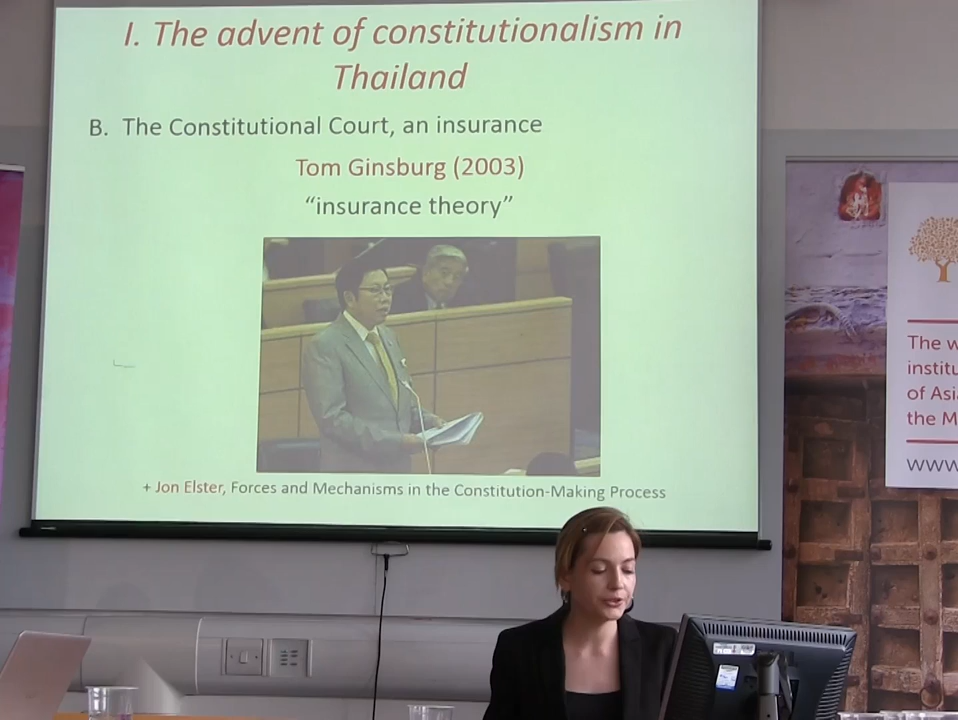 I. The advent of constitutionalism in
Thailand
B. The Constitutional Court, an insurance
Tom Ginsburg (2003)
“insurance theory”
+ Jon Elster, Forces and Mechanisms in the Constitution-Making Process
The w
institu
of Asi
the M
www